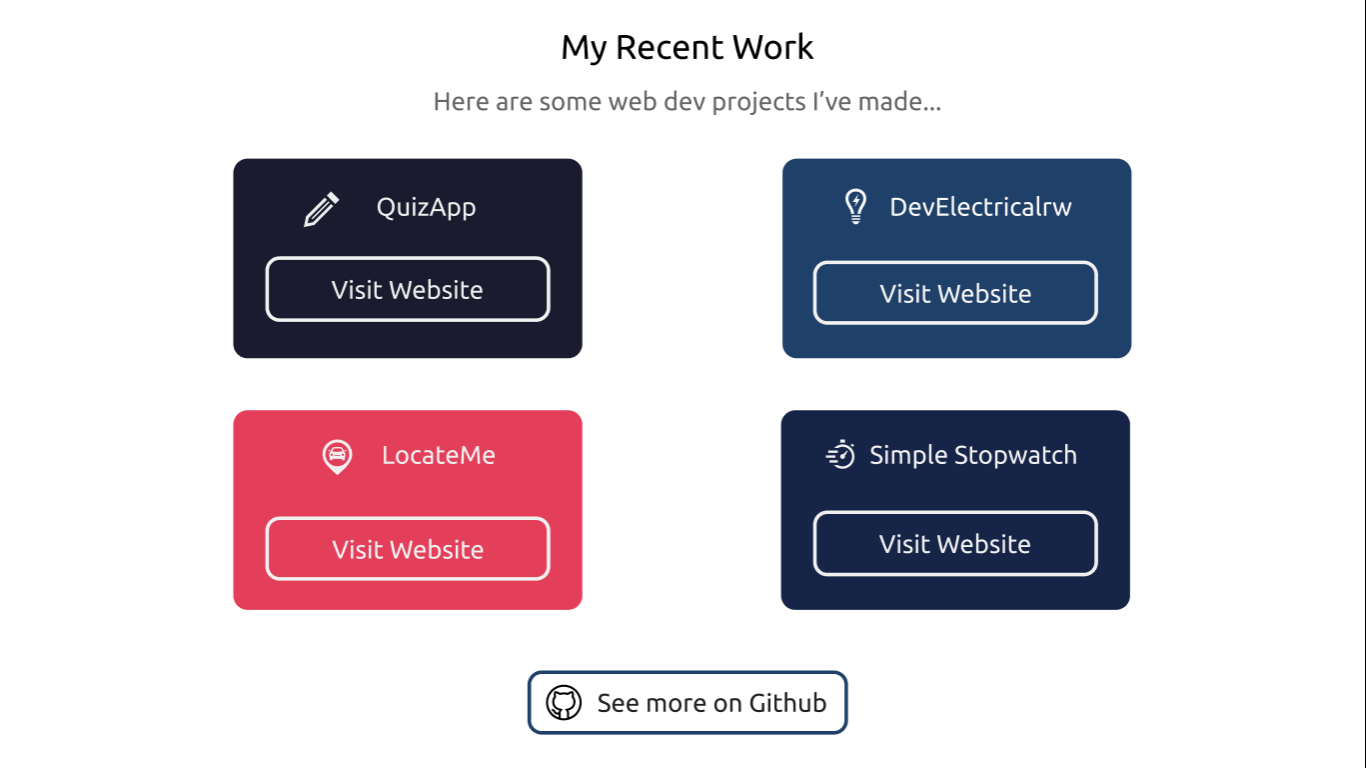 My Recent Work
Here are some web dev projects I’ve made...
QuizApp
Visit Website
DevElectricalrw
Visit Website
LocateMe
Visit Website
Simple Stopwatch
Visit Website
See more on Github